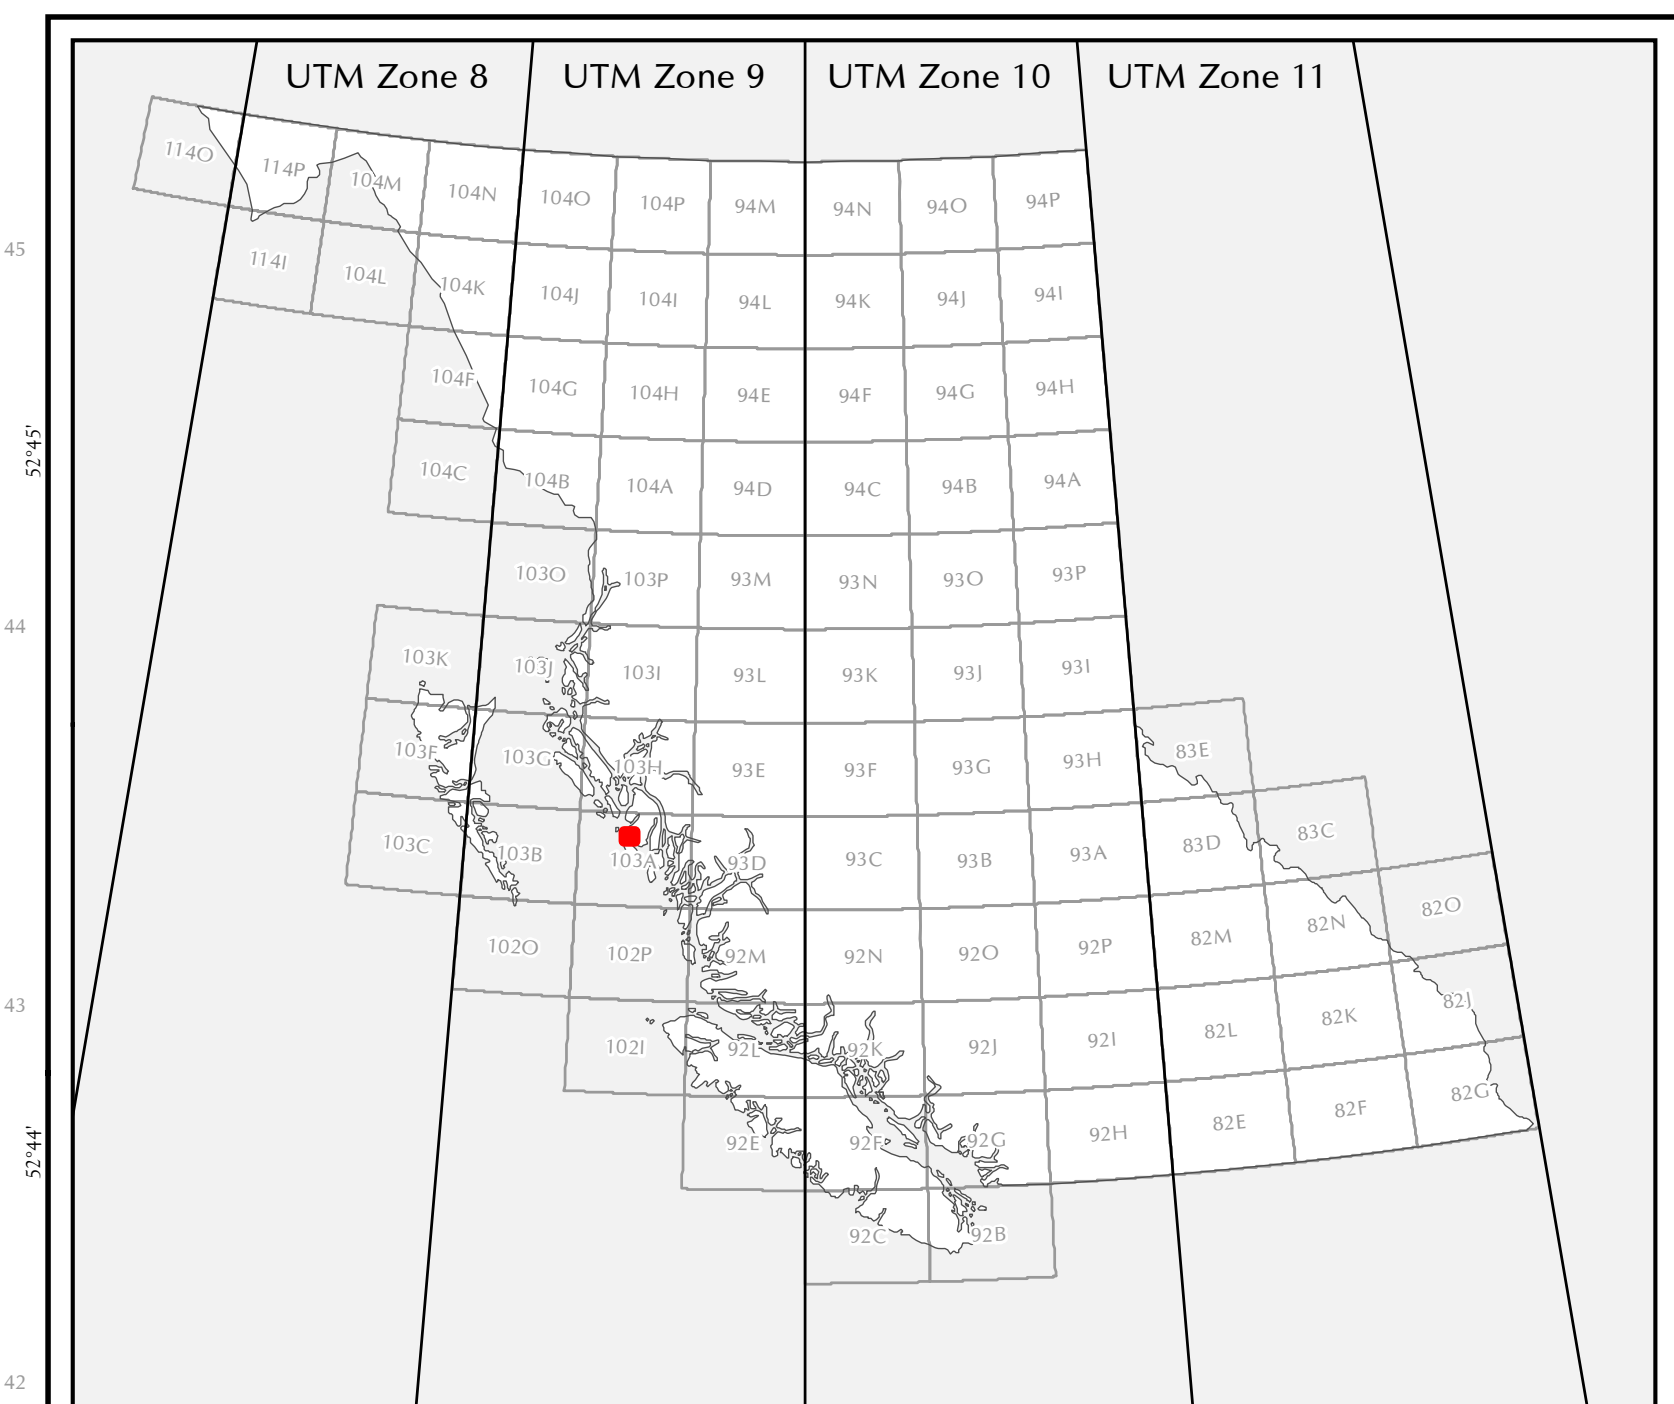 UTM Zone 8 UTM Zone 9 UTM Zone 10 UTM Zone 11
114O 114P 104M 104N 104O 104P 94M 94N 94O 94P
45
114I 104L 104K 104J 104I 94L 94K 94J 94I
104F 104G 104H 94E 94F 94G 94H
52°45'
104C 104B 104A 94D 94C 94B 94A
103O 103P 93M 93N 93O 93P
44
103K 103J 103I 93L 93K 93J 93I
103F 103G 103H 93E 93F 93G 93H 83E
103C 103B 103A 93D 93C 93B 93A 83D 83C
102O 102P 92M 92N 92O 92P 82M 82N 82O
43
102I 92L 92K 92J 92I 82L 82K 82J
52°44'
92E 92F 92G 92H 82E 82F 82G
92C 92B
42